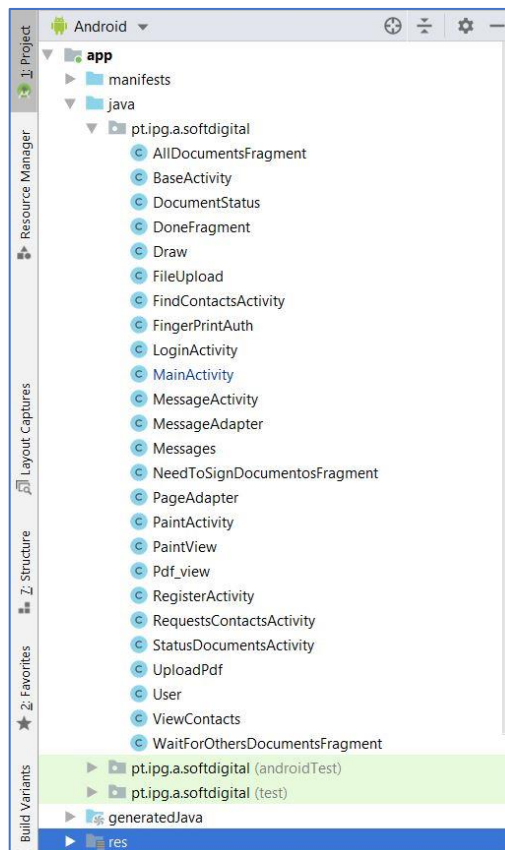 1: Project
Resource Manager
Layout Captures
7: Structure
2: Favorites
Build Variants
Android
app
manifests
java
pt.ipg.a.softdigital
AllDocumentsFragment
BaseActivity
DocumentStatus
DoneFragment
Draw
FileUpload
FindContactsActivity
FingerPrintAuth
LoginActivity
MainActivity
MessageActivity
MessageAdapter
Messages
NeedToSignDocumentosFragment
PageAdapter
PaintActivity
PaintView
Pdf_view
RegisterActivity
RequestsContactsActivity
StatusDocumentsActivity
UploadPdf
User
ViewContacts
WaitForOthersDocumentsFragment
pt.ipg.a.softdigital (androidTest)
pt.ipg.a.softdigital (test)
generatedJava
res